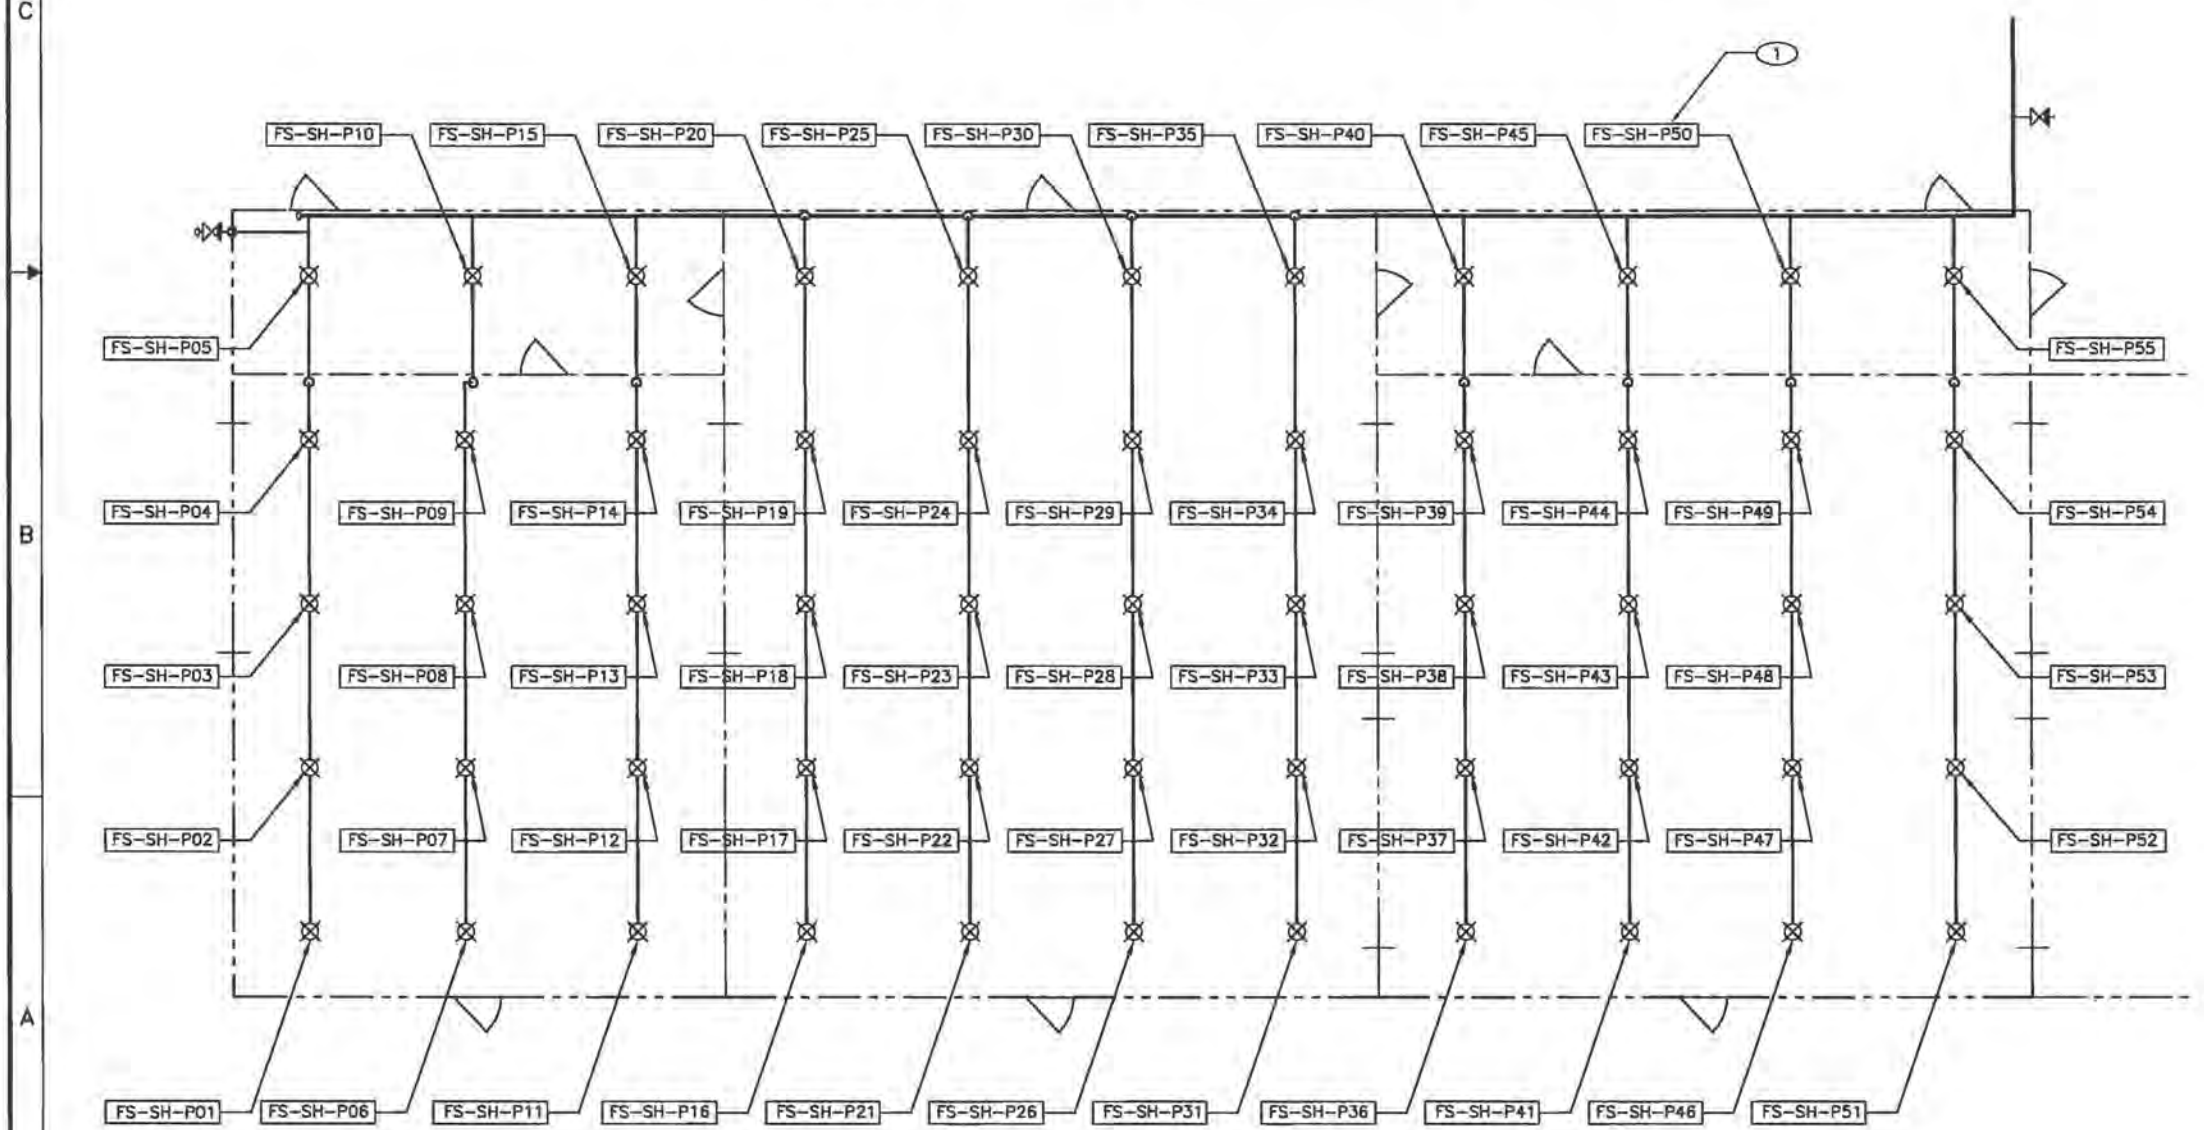 C
1
FS-SH-P10 FS-SH-P15 FS-SH-P20 FS-SH-P25 FS-SH-P30 FS-SH-P35 FS-SH-P40 FS-SH-P45 FS-SH-P50
FS-SH-P05 FS-SH-P55
FS-SH-P04 FS-SH-P09 FS-SH-P14 FS-SH-P19 FS-SH-P24 FS-SH-P29 FS-SH-P34 FS-SH-P39 FS-SH-P44 FS-SH-P49 FS-SH-P54
B
FS-SH-P03 FS-SH-P08 FS-SH-P13 FS-SH-P18 FS-SH-P23 FS-SH-P28 FS-SH-P33 FS-SH-P38 FS-SH-P43 FS-SH-P48 FS-SH-P53
FS-SH-P02 FS-SH-P07 FS-SH-P12 FS-SH-P17 FS-SH-P22 FS-SH-P27 FS-SH-P32 FS-SH-P37 FS-SH-P42 FS-SH-P47 FS-SH-P52
A
FS-SH-P01 FS-SH-P06 FS-SH-P11 FS-SH-P16 FS-SH-P21 FS-SH-P26 FS-SH-P31 FS-SH-P36 FS-SH-P41 FS-SH-P46 FS-SH-P51